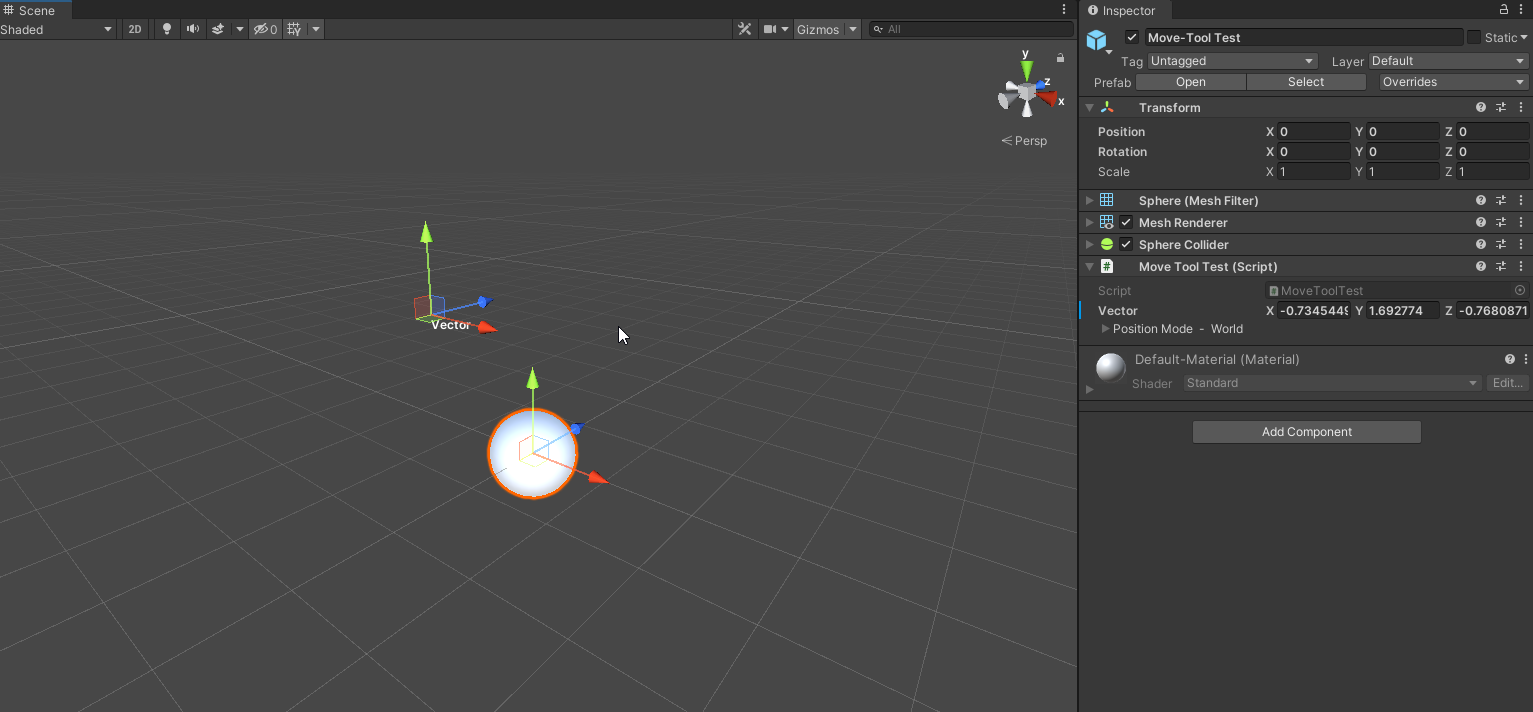 Scene
Shaded
2D
0
Gizmos
All
y
z
x
Persp
Vector
Inspector
Move-Tool Test
Static
Tag Untagged Layer Default
Prefab Open Select Overrides
Transform
Position X 0 Y 0 Z 0
Rotation X 0 Y 0 Z 0
Scale X 1 Y 1 Z 1
Sphere (Mesh Filter)
Mesh Renderer
Sphere Collider
# Move Tool Test (Script)
Script MoveToolTest
Vector X -0.7345449 Y 1.692774 Z -0.7680871
Position Mode - World
Default-Material (Material)
Shader Standard Edit...
Add Component